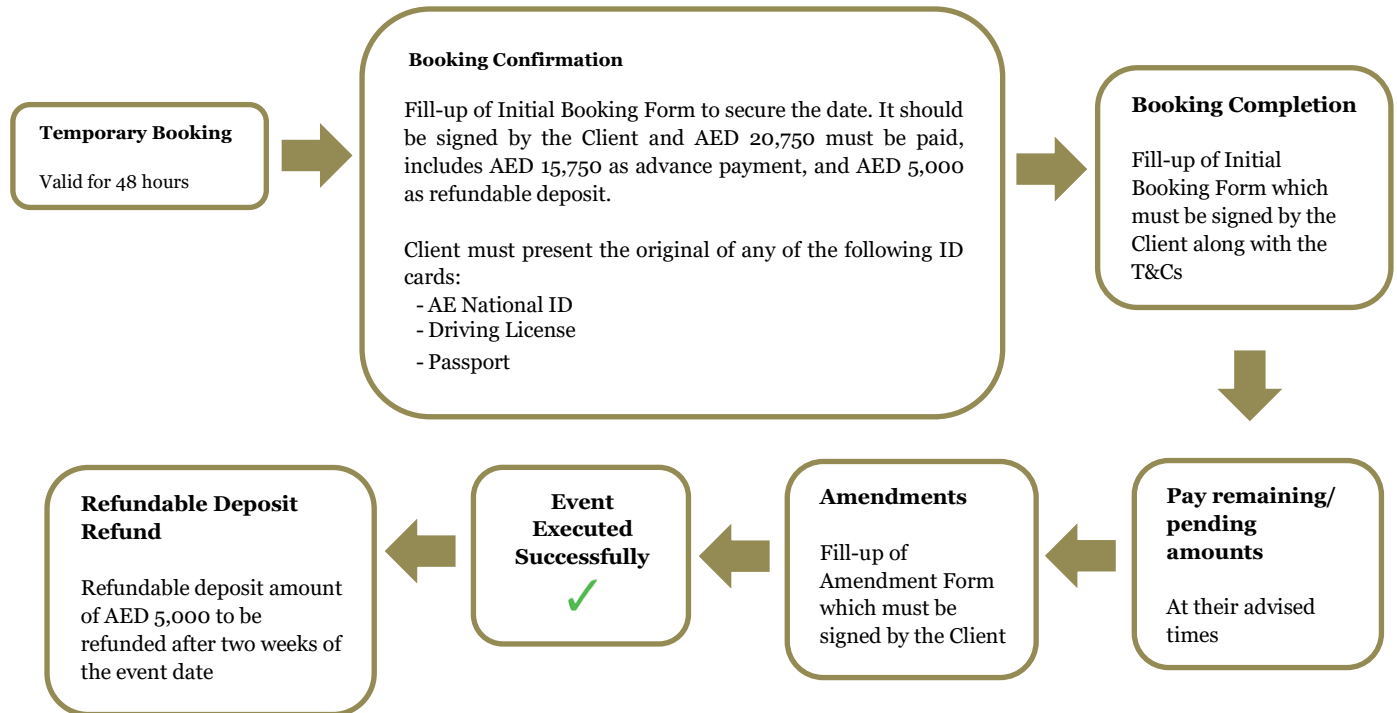 Temporary Booking
Valid for 48 hours
Booking Confirmation
Fill-up of Initial Booking Form to secure the date. It should
be signed by the Client and AED 20,750 must be paid,
includes AED 15,750 as advance payment, and AED 5,000
as refundable deposit.
Client must present the original of any of the following ID
cards:
- AE National ID
- Driving License
- Passport
Booking Completion
Fill-up of Initial
Booking Form which
must be signed by the
Client along with the
T&Cs
Pay remaining/
pending
amounts
At their advised
times
Amendments
Fill-up of
Amendment Form
which must be
signed by the Client
Event
Executed
Successfully
✓
Refundable Deposit
Refund
Refundable deposit amount
of AED 5,000 to be
refunded after two weeks of
the event date